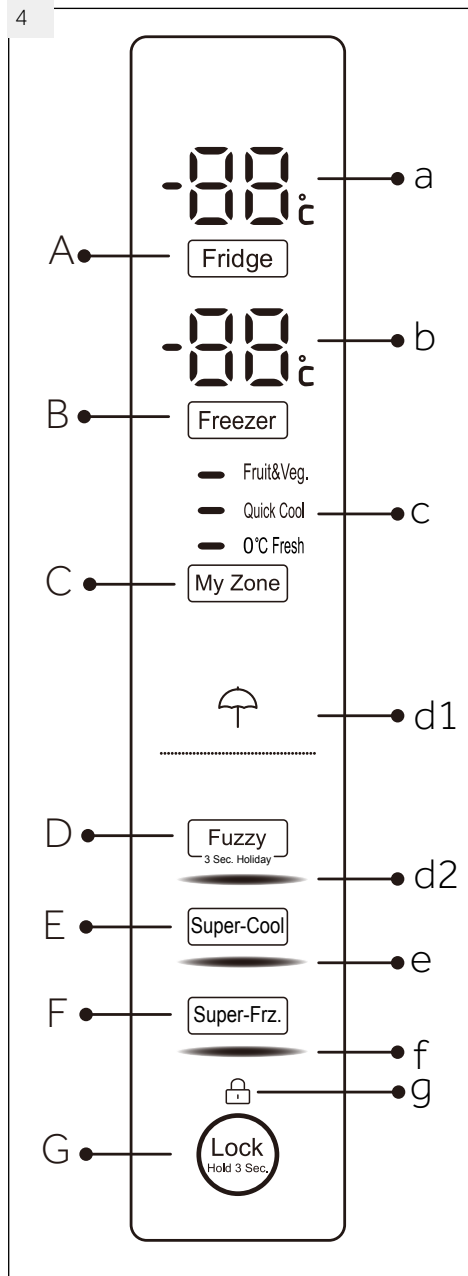 4
-88°c a
A Fridge
-88°c b
B Freezer
Fruit&Veg.
Quick Cool c
0°C Fresh
C My Zone
d1
D Fuzzy
3 Sec. Holiday
d2
E Super-Cool
e
F Super-Frz.
f
g
G Lock
Hold 3 Sec.